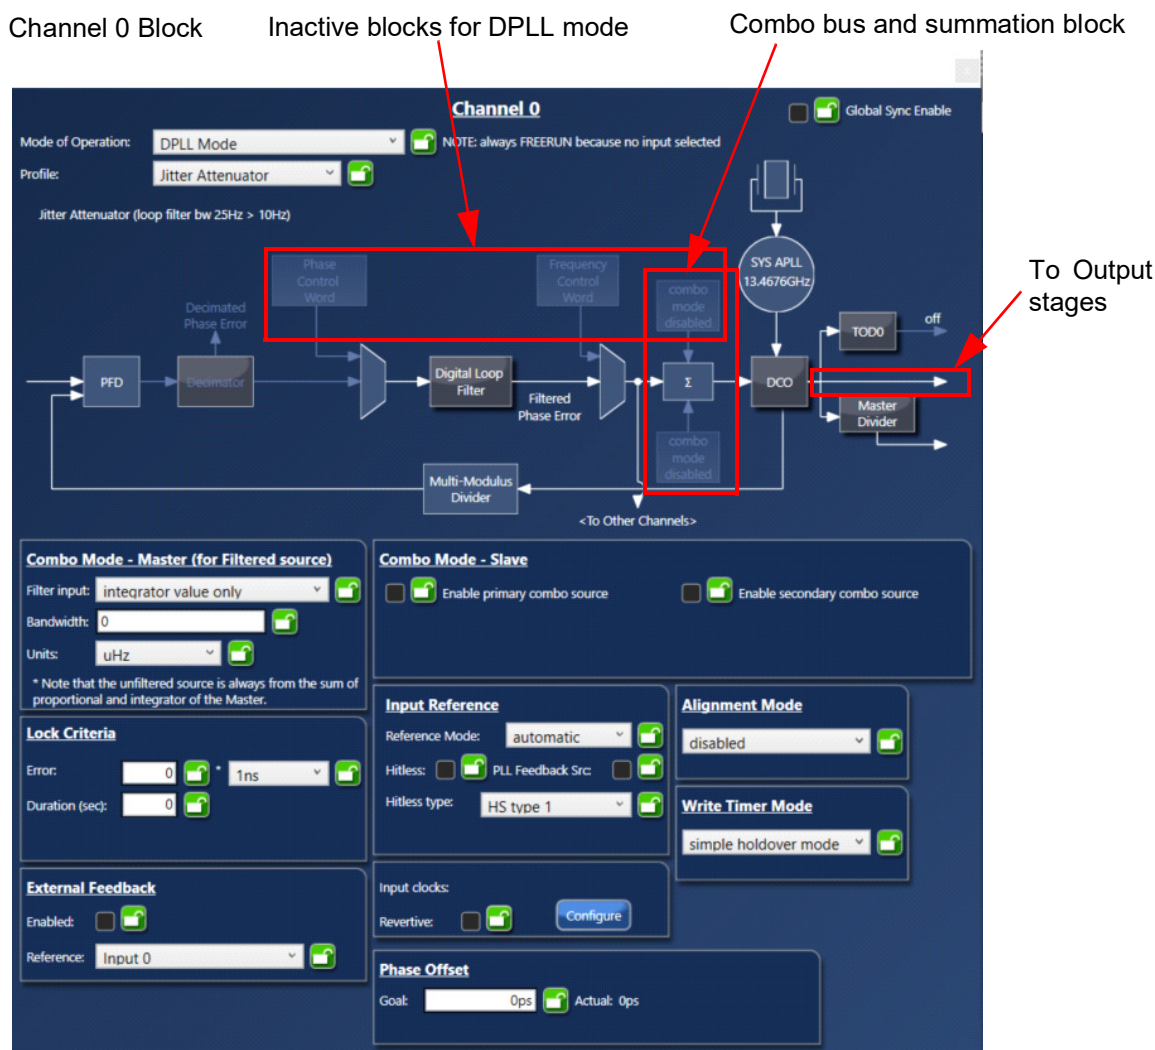 Channel 0 Block
Inactive blocks for DPLL mode
Combo bus and summation block
Channel 0
Global Sync Enable
Mode of Operation:
DPLL Mode
NOTE: always FREERUN because no input selected
Profile:
Jitter Attenuator
Jitter Attenuator (loop filter bw 25Hz > 10Hz)
Phase
Control
Word
Frequency
Control
Word
combo
mode
disabled
SYS APLL
13.4676GHz
To Output
stages
Decimated
Phase Error
TOD0
off
PFD
Decimator
Digital Loop
Filter
Filtered
Phase Error
Σ
DCO
Master
Divider
combo
mode
disabled
Multi-Modulus
Divider
<To Other Channels>
Combo Mode - Master (for Filtered source)
Filter input:
integrator value only
Bandwidth:
0
Units:
uHz
* Note that the unfiltered source is always from the sum of
proportional and integrator of the Master.
Combo Mode - Slave
Enable primary combo source
Enable secondary combo source
Lock Criteria
Error:
0
*
1ns
Duration (sec):
0
Input Reference
Reference Mode:
automatic
Hitless:
PLL Feedback Src:
Hitless type:
HS type 1
Alignment Mode
disabled
Write Timer Mode
simple holdover mode
External Feedback
Enabled:
Reference:
Input 0
Input clocks:
Revertive:
Configure
Phase Offset
Goal:
0ps
Actual: 0ps